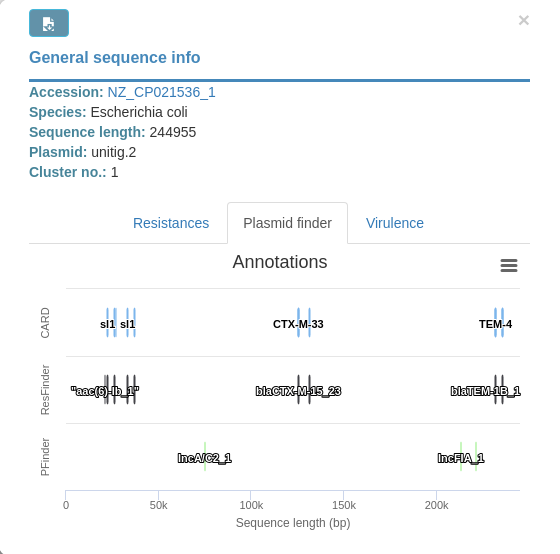 ×
General sequence info
Accession: NZ_CP021536_1
Species: Escherichia coli
Sequence length: 244955
Plasmid: unitig.2
Cluster no.: 1
Resistances Plasmid finder Virulence
Annotations
CARD
sl1 sl1 CTX-M-33 TEM-4
ResFinder
"aac(6)-Ib_1" blaCTX-M-15_23 blaTEM-1B_1
PFinder
IncA/C2_1 IncFIA_1
0 50k 100k 150k 200k
Sequence length (bp)